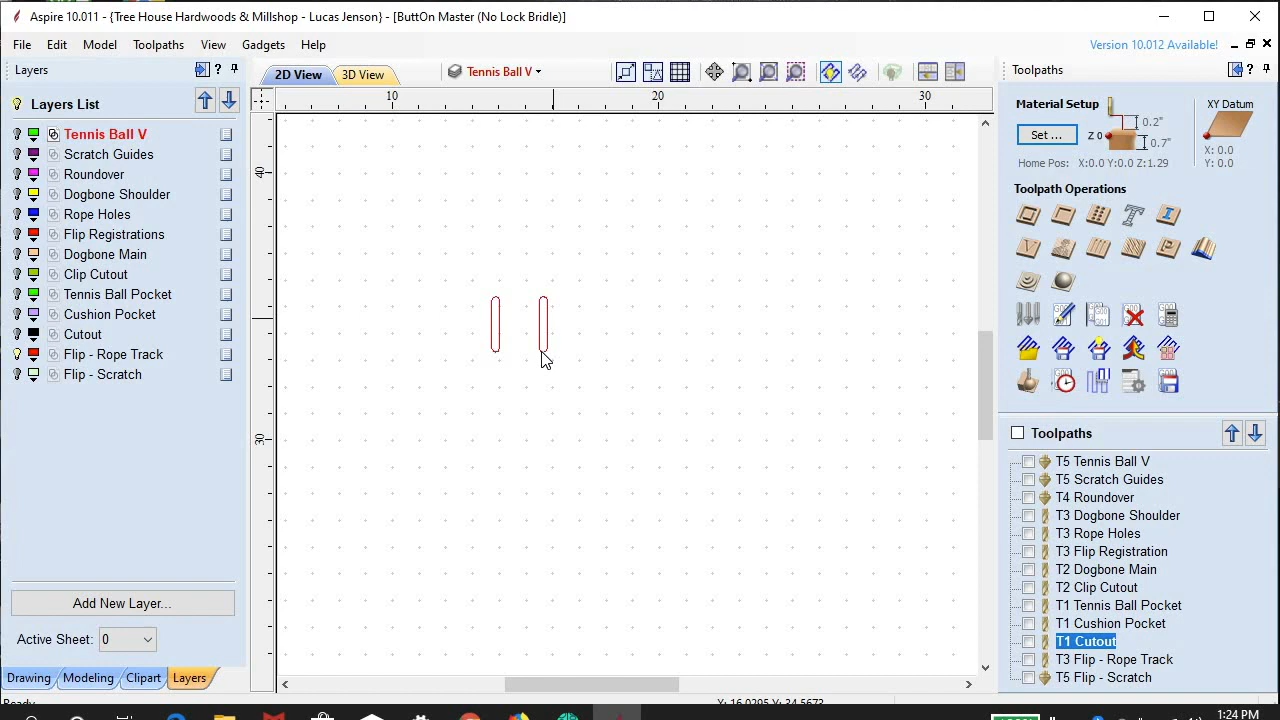 Aspire 10.011 - {Tree House Hardwoods & Millshop - Lucas Jenson} - [ButtOn Master (No Lock Bridle)]
File Edit Model Toolpaths View Gadgets Help
Version 10.012 Available!
Layers
Layers List
Tennis Ball V
Scratch Guides
Roundover
Dogbone Shoulder
Rope Holes
Flip Registrations
Dogbone Main
Clip Cutout
Tennis Ball Pocket
Cushion Pocket
Cutout
Flip - Rope Track
Flip - Scratch
Add New Layer...
Active Sheet: 0
Drawing Modeling Clipart Layers
2D View 3D View
Tennis Ball V
10 20 30
40
30
X:16.0295 Y:34.5673
Toolpaths
Material Setup
Set ...
Z 0
0.2"
0.7"
Home Pos: X:0.0 Y:0.0 Z:1.29
XY Datum
X: 0.0
Y: 0.0
Toolpath Operations
Toolpaths
T5 Tennis Ball V
T5 Scratch Guides
T4 Roundover
T3 Dogbone Shoulder
T3 Rope Holes
T3 Flip Registration
T2 Dogbone Main
T2 Clip Cutout
T1 Tennis Ball Pocket
T1 Cushion Pocket
T1 Cutout
T3 Flip - Rope Track
T5 Flip - Scratch
1:24 PM